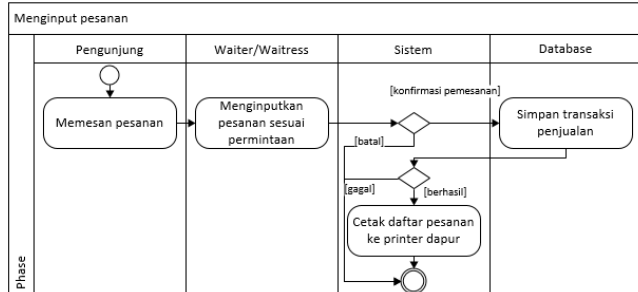 Menginput pesanan
Pengunjung
Waiter/Waitress
Sistem
Database
Memesan pesanan
Menginputkan
pesanan sesuai
permintaan
[konfirmasi pemesanan]
Simpan transaksi
penjualan
[batal]
[gagal]
[berhasil]
Cetak daftar pesanan
ke printer dapur
Phase